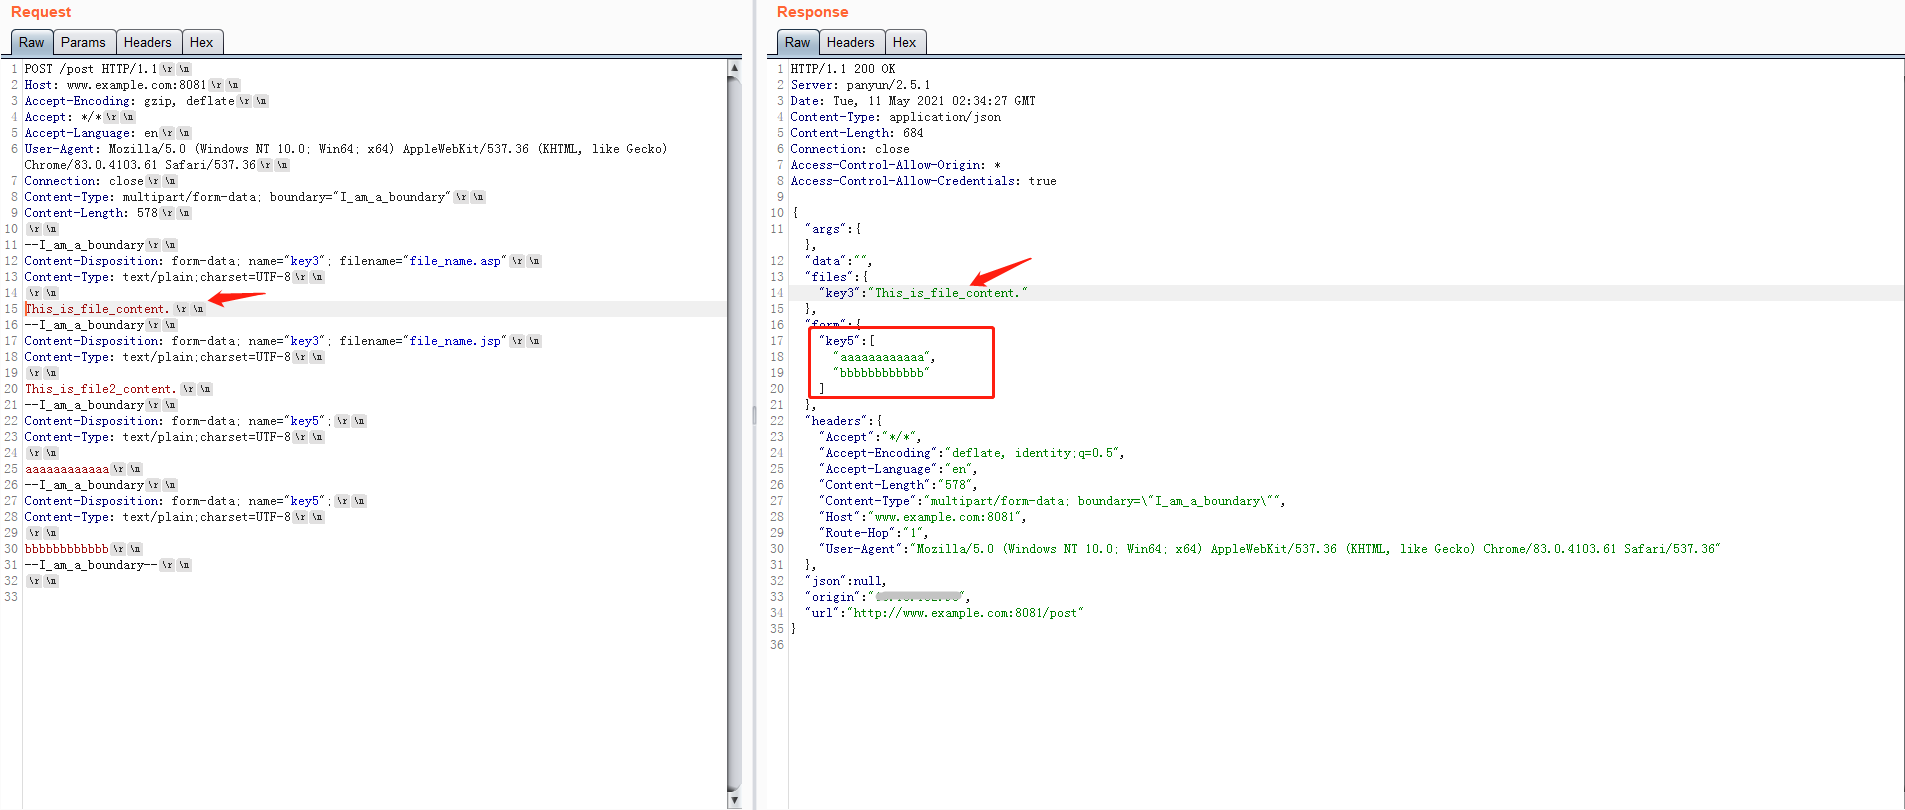 Request
Raw Params Headers Hex
1 POST /post HTTP/1.1 \r \n
2 Host: www.example.com:8081 \r \n
3 Accept-Encoding: gzip, deflate \r \n
4 Accept: */* \r \n
5 Accept-Language: en \r \n
6 User-Agent: Mozilla/5.0 (Windows NT 10.0; Win64; x64) AppleWebKit/537.36 (KHTML, like Gecko)
Chrome/83.0.4103.61 Safari/537.36 \r \n
7 Connection: close \r \n
8 Content-Type: multipart/form-data; boundary="I_am_a_boundary" \r \n
9 Content-Length: 578 \r \n
10 \r \n
11 --I_am_a_boundary \r \n
12 Content-Disposition: form-data; name="key3"; filename="file_name.asp" \r \n
13 Content-Type: text/plain;charset=UTF-8 \r \n
14 \r \n
15 This_is_file_content. \r \n
16 --I_am_a_boundary \r \n
17 Content-Disposition: form-data; name="key3"; filename="file_name.jsp" \r \n
18 Content-Type: text/plain;charset=UTF-8 \r \n
19 \r \n
20 This_is_file2_content. \r \n
21 --I_am_a_boundary \r \n
22 Content-Disposition: form-data; name="key5"; \r \n
23 Content-Type: text/plain;charset=UTF-8 \r \n
24 \r \n
25 aaaaaaaaaaaa \r \n
26 --I_am_a_boundary \r \n
27 Content-Disposition: form-data; name="key5"; \r \n
28 Content-Type: text/plain;charset=UTF-8 \r \n
29 \r \n
30 bbbbbbbbbbbb \r \n
31 --I_am_a_boundary-- \r \n
32 \r \n
33
Response
Raw Headers Hex
1 HTTP/1.1 200 OK
2 Server: panyun/2.5.1
3 Date: Tue, 11 May 2021 02:34:27 GMT
4 Content-Type: application/json
5 Content-Length: 684
6 Connection: close
7 Access-Control-Allow-Origin: *
8 Access-Control-Allow-Credentials: true
9
10 {
11 "args":{
},
12 "data":"",
13 "files":{
14 "key3":"This_is_file_content."
15 },
16 "form":{
17 "key5":[
18 "aaaaaaaaaaaa",
19 "bbbbbbbbbbbb"
20 ]
21 },
22 "headers":{
23 "Accept":"*/*",
24 "Accept-Encoding":"deflate, identity;q=0.5",
25 "Accept-Language":"en",
26 "Content-Length":"578",
27 "Content-Type":"multipart/form-data; boundary=\"I_am_a_boundary\"",
28 "Host":"www.example.com:8081",
29 "Route-Hop":"1",
30 "User-Agent":"Mozilla/5.0 (Windows NT 10.0; Win64; x64) AppleWebKit/537.36 (KHTML, like Gecko) Chrome/83.0.4103.61 Safari/537.36"
31 },
32 "json":null,
33 "origin":" ",
34 "url":"http://www.example.com:8081/post"
35 }
36